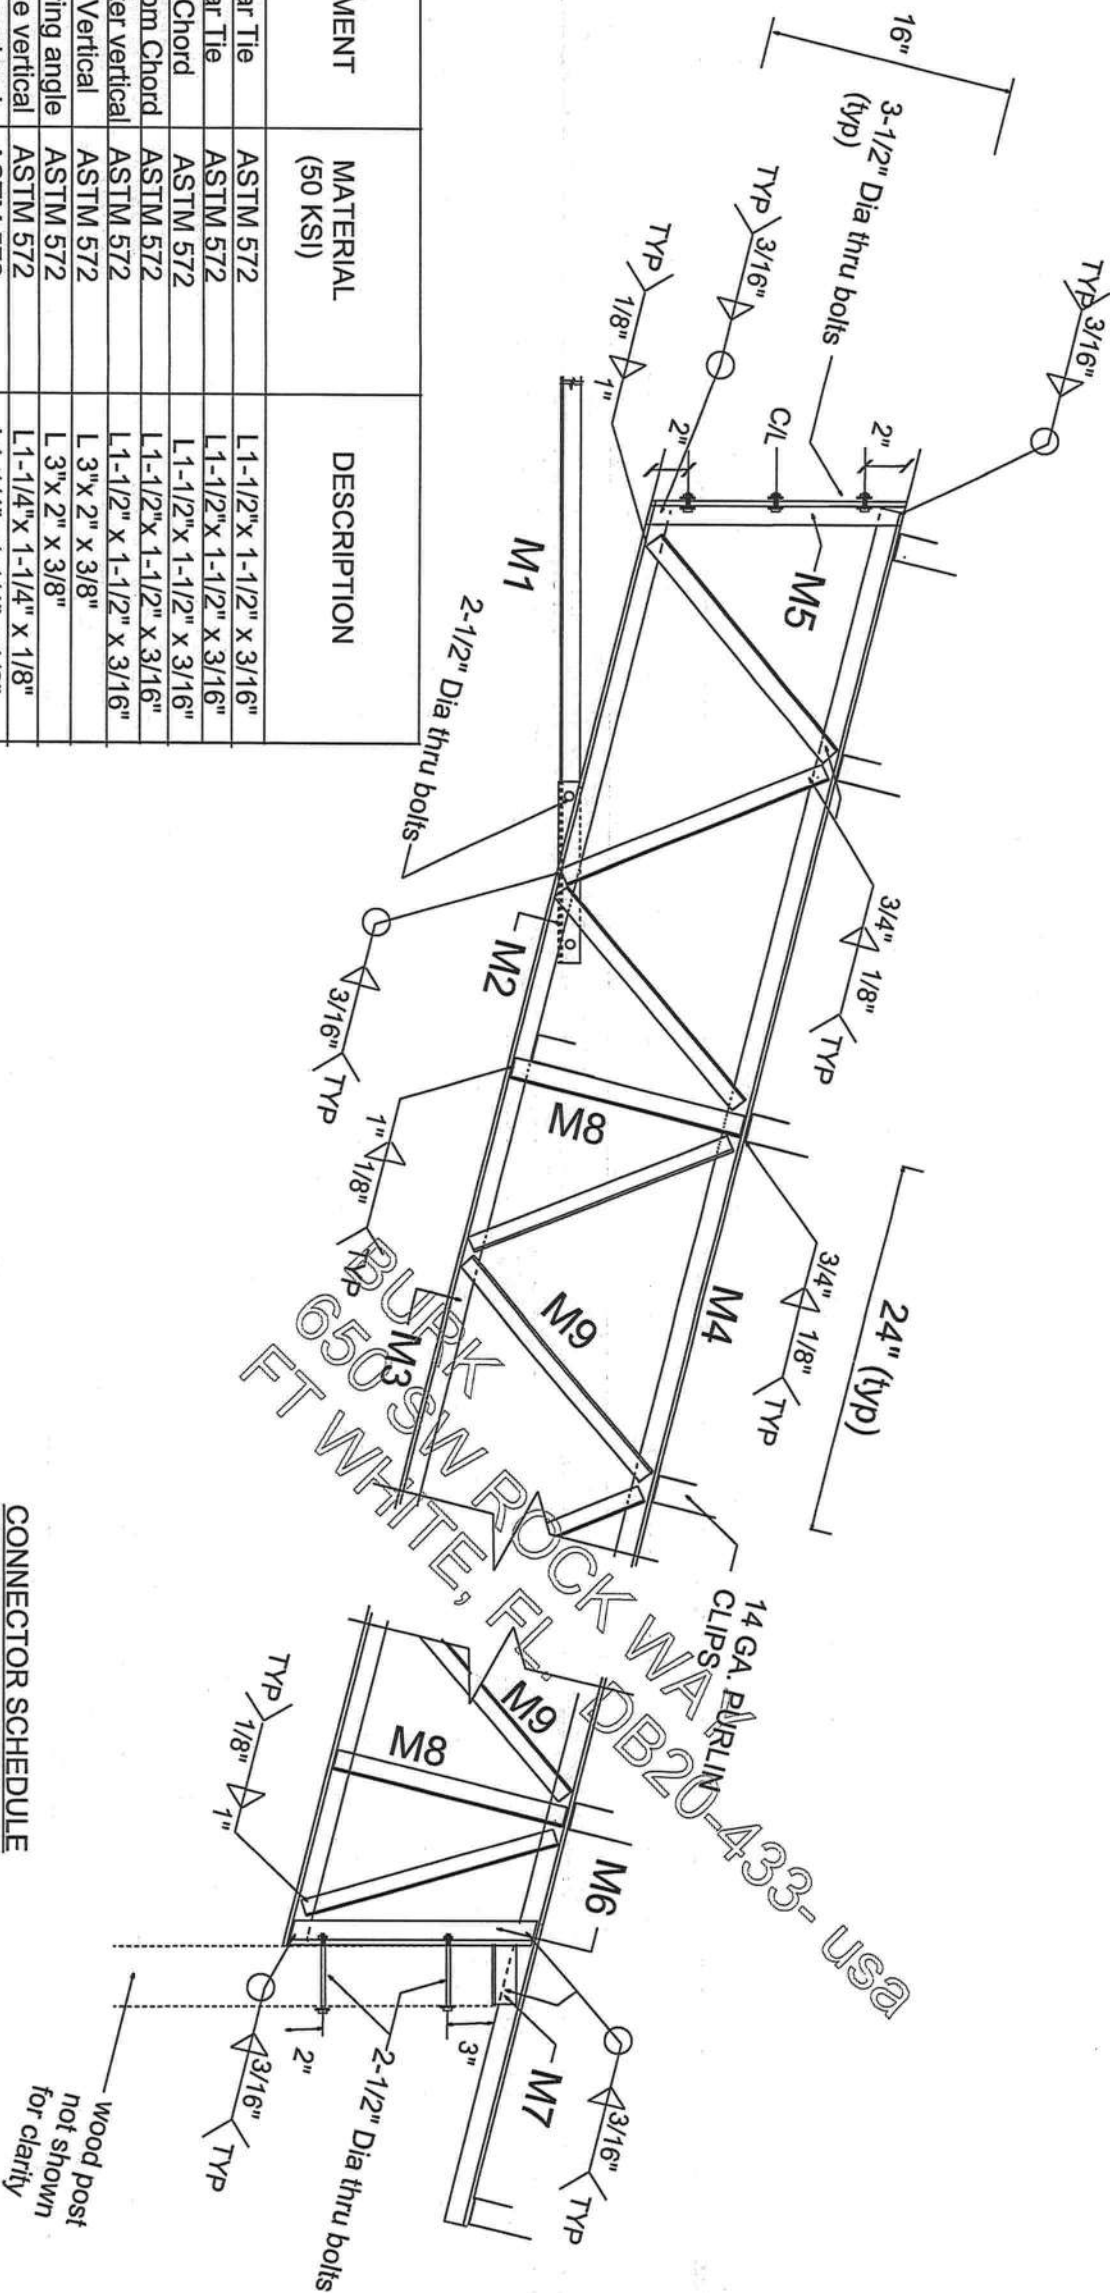 16"
3-1/2" Dia thru bolts
(typ)
TYP 3/16"
TYP 3/16"
TYP 1/8" 1"
2"
C/L
2"
M5
3/4" 1/8" TYP
24" (typ)
3/4" 1/8" TYP
14 GA. PURLIN
CLIPS
M4
M1
2-1/2" Dia thru bolts
M2
3/16" TYP
M8
1" 1/8" TYP
M9
M3
BURK
650 SW ROCK WAY
FT WHITE, FL. DB20-433- usa
M9
M8
M6
M7
TYP 1/8" 1"
3/16" TYP
3"
2"
3/16" TYP
2-1/2" Dia thru bolts
wood post
not shown
for clarity
MENT MATERIAL (50 KSI) DESCRIPTION
ar Tie ASTM 572 L1-1/2"x 1-1/2" x 3/16"
ar Tie ASTM 572 L1-1/2"x 1-1/2" x 3/16"
Chord ASTM 572 L1-1/2"x 1-1/2" x 3/16"
om Chord ASTM 572 L1-1/2"x 1-1/2" x 3/16"
er vertical ASTM 572 L1-1/2" x 1-1/2" x 3/16"
Vertical ASTM 572 L 3"x 2" x 3/8"
ing angle ASTM 572 L 3"x 2" x 3/8"
e vertical ASTM 572 L1-1/4"x 1-1/4" x 1/8"
CONNECTOR SCHEDULE